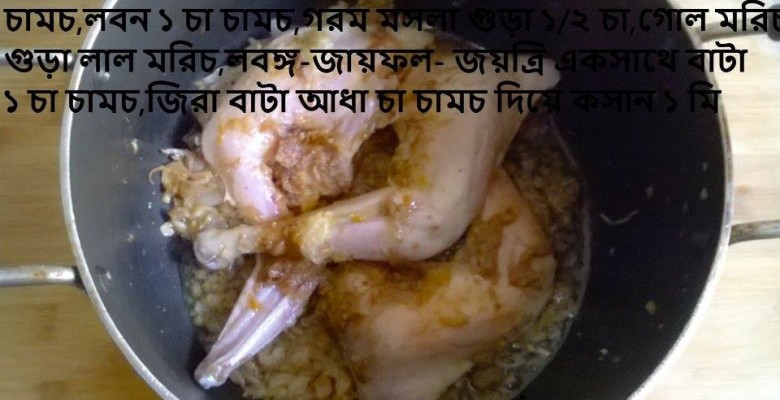 চামচ,লবন ১ চা চামচ,গরম মসলা গুড়া ১/২ চা,গোল মরিচ
গুড়া লাল মরিচ,লবঙ্গ-জায়ফল- জয়ত্রি একসাথে বাটা
১ চা চামচ,জিরা বাটা আধা চা চামচ দিয়ে কসান ১ মি